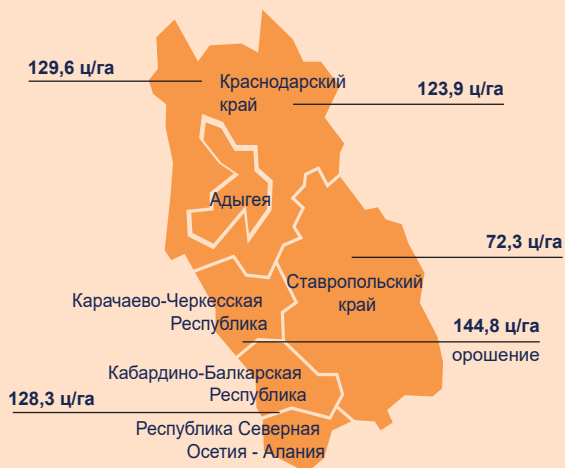 129,6 ц/га
Краснодарский
край
123,9 ц/га
Адыгея
72,3 ц/га
Ставропольский
край
Карачаево-Черкесская
Республика
144,8 ц/га
орошение
Кабардино-Балкарская
Республика
128,3 ц/га
Республика Северная
Осетия - Алания